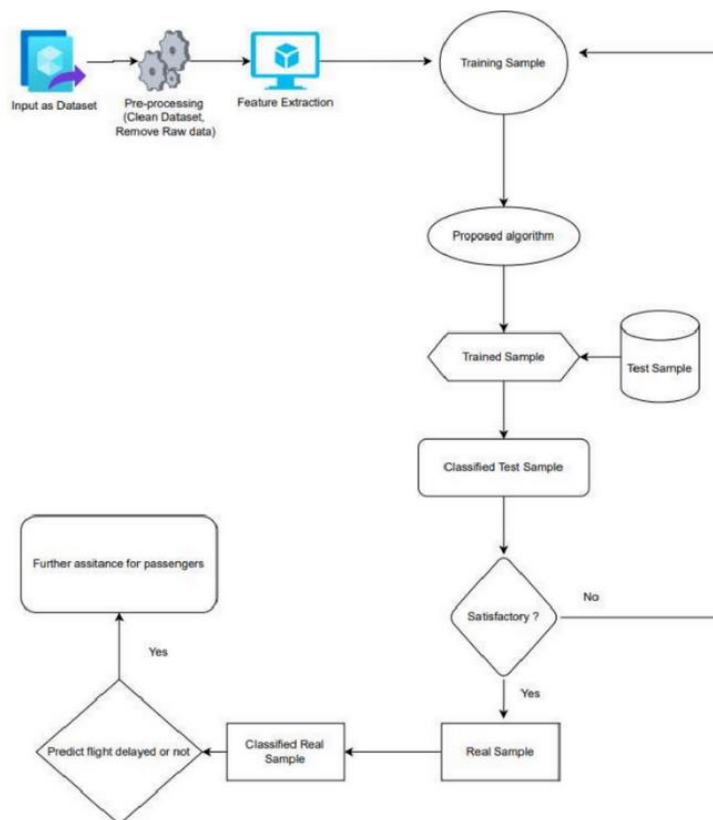 Input as Dataset
Pre-processing
(Clean Dataset,
Remove Raw data)
Feature Extraction
Training Sample
Proposed algorithm
Trained Sample
Test Sample
Classified Test Sample
Satisfactory ?
No
Yes
Real Sample
Classified Real
Sample
Predict flight delayed or not
Yes
Further assitance for passengers